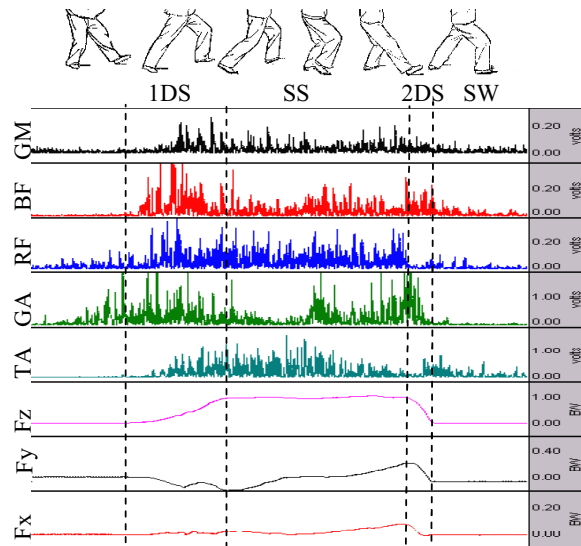 1DS SS 2DS SW
GM 0.20 0.00 volts
BF 0.20 0.00 volts
RF 0.20 0.00 volts
GA 1.00 0.00 volts
TA 1.00 0.00 volts
Fz 1.00 0.00 BW
Fy 0.40 0.00 BW
Fx 0.20 0.00 BW